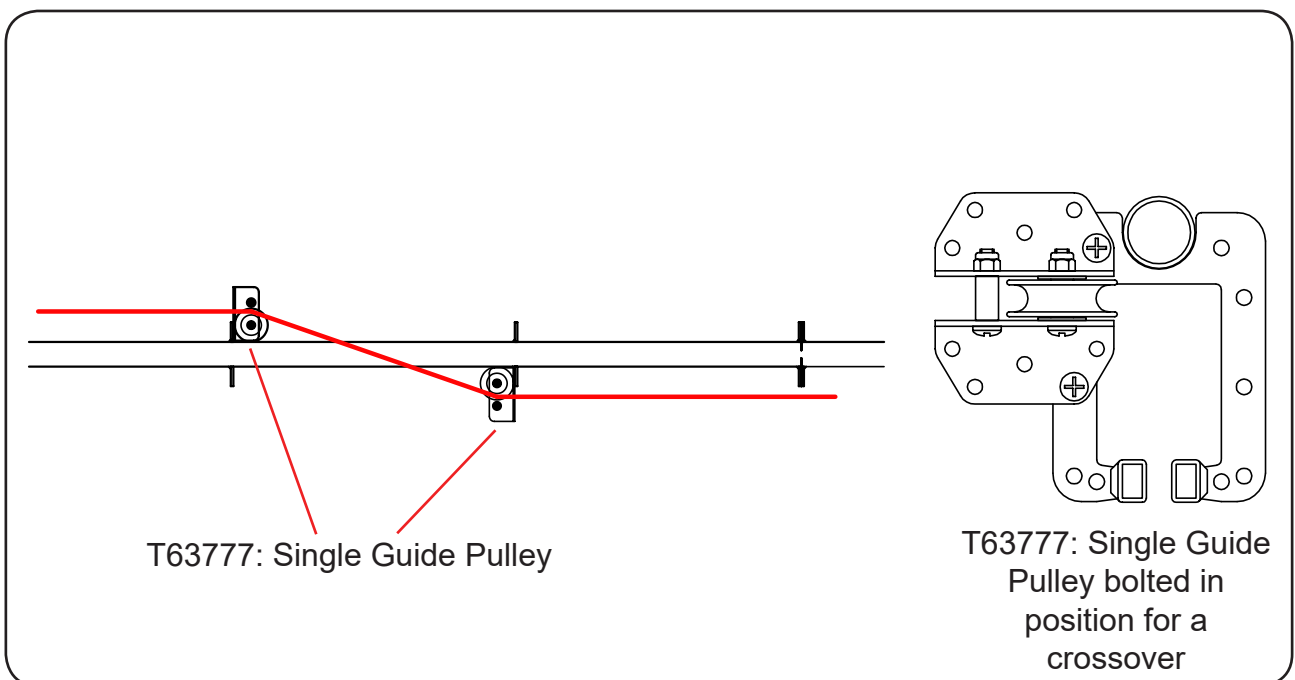 T63777: Single Guide Pulley
T63777: Single Guide
Pulley bolted in
position for a
crossover